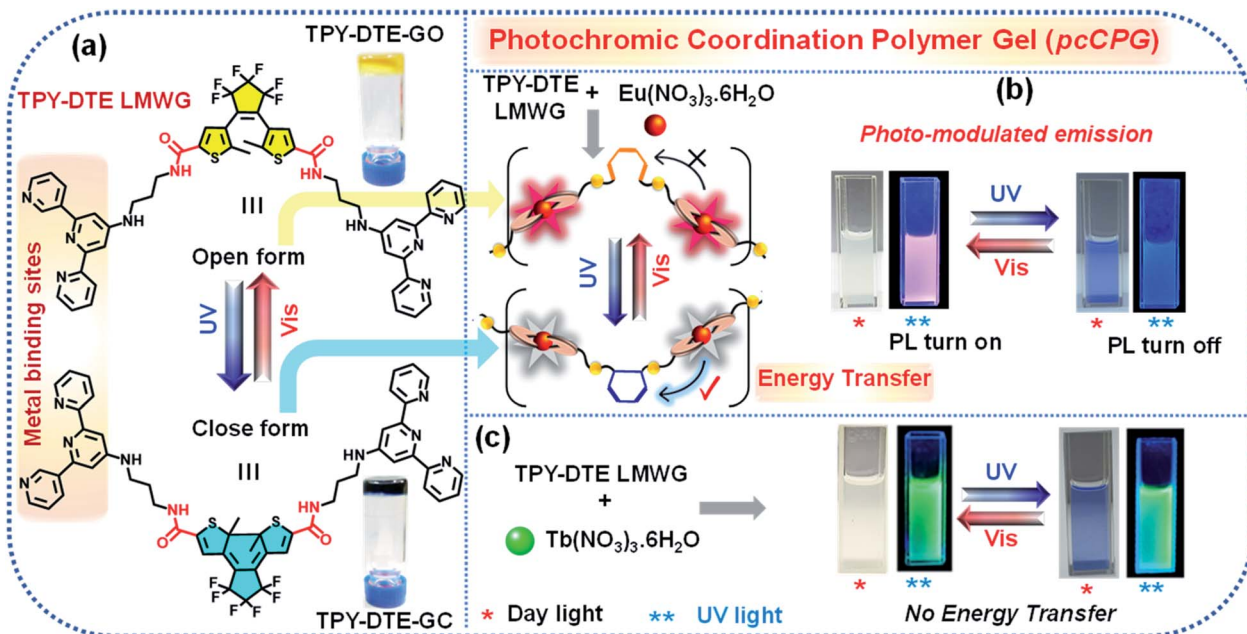 (a)
TPY-DTE-GO
TPY-DTE LMWG
F F F F F F
S S
O O
NH HN
N N N
NH
HN
N N N
III
Open form
UV Vis
Close form
III
Metal binding sites
N N N
NH
HN
N N N
NH HN
O O
S S
F F F F F F
TPY-DTE-GC
Photochromic Coordination Polymer Gel (pcCPG)
TPY-DTE + Eu(NO3)3.6H2O
LMWG
UV Vis
Energy Transfer
(b)
Photo-modulated emission
UV
Vis
* ** * **
PL turn on PL turn off
(c)
TPY-DTE LMWG
+
Tb(NO3)3.6H2O
UV
Vis
* ** * **
* Day light ** UV light No Energy Transfer